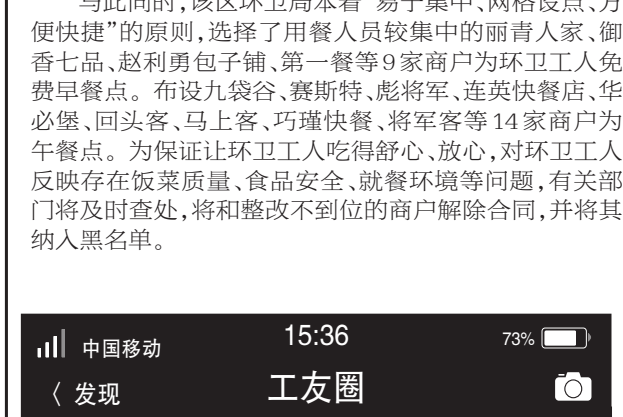 与此同时,该区环卫局本着“易于集中、网格设点、方
便快捷”的原则,选择了用餐人员较集中的丽青人家、御
香七品、赵利勇包子铺、第一餐等9家商户为环卫工人免
费早餐点。布设九袋谷、赛斯特、彪将军、连英快餐店、华
必堡、回头客、马上客、巧瑾快餐、将军客等14家商户为
午餐点。为保证让环卫工人吃得舒心、放心,对环卫工人
反映存在饭菜质量、食品安全、就餐环境等问题,有关部
门将及时查处,将和整改不到位的商户解除合同,并将其
纳入黑名单。
中国移动 15:36 73%
〈 发现 工友圈